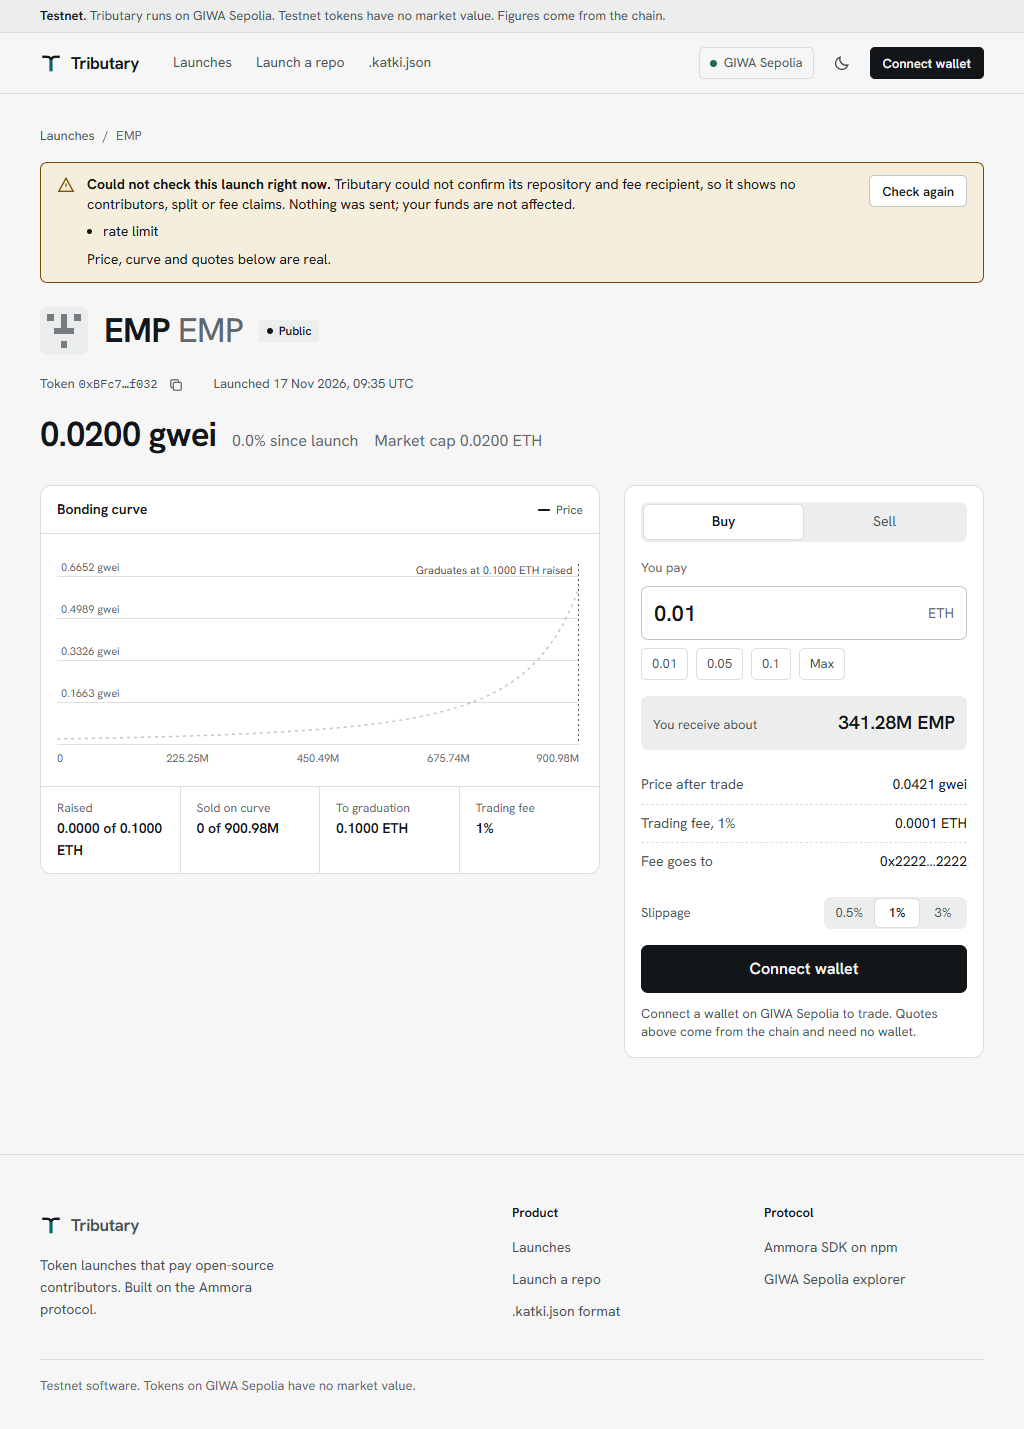 Testnet. Tributary runs on GIWA Sepolia. Testnet tokens have no market value. Figures come from the chain.
Tributary
Launches
Launch a repo
.katki.json
GIWA Sepolia
Connect wallet
Launches / EMP
Could not check this launch right now. Tributary could not confirm its repository and fee recipient, so it shows no
contributors, split or fee claims. Nothing was sent; your funds are not affected.
Check again
• rate limit
Price, curve and quotes below are real.
EMP EMP
Public
Token 0xBFc7…f032
Launched 17 Nov 2026, 09:35 UTC
0.0200 gwei
0.0% since launch
Market cap 0.0200 ETH
Bonding curve
Price
0.6652 gwei
Graduates at 0.1000 ETH raised
0.4989 gwei
0.3326 gwei
0.1663 gwei
0
225.25M
450.49M
675.74M
900.98M
Raised
0.0000 of 0.1000
ETH
Sold on curve
0 of 900.98M
To graduation
0.1000 ETH
Trading fee
1%
Buy
Sell
You pay
0.01
ETH
0.01
0.05
0.1
Max
You receive about
341.28M EMP
Price after trade
0.0421 gwei
Trading fee, 1%
0.0001 ETH
Fee goes to
0x2222…2222
Slippage
0.5%
1%
3%
Connect wallet
Connect a wallet on GIWA Sepolia to trade. Quotes
above come from the chain and need no wallet.
Tributary
Token launches that pay open-source
contributors. Built on the Ammora
protocol.
Product
Launches
Launch a repo
.katki.json format
Protocol
Ammora SDK on npm
GIWA Sepolia explorer
Testnet software. Tokens on GIWA Sepolia have no market value.